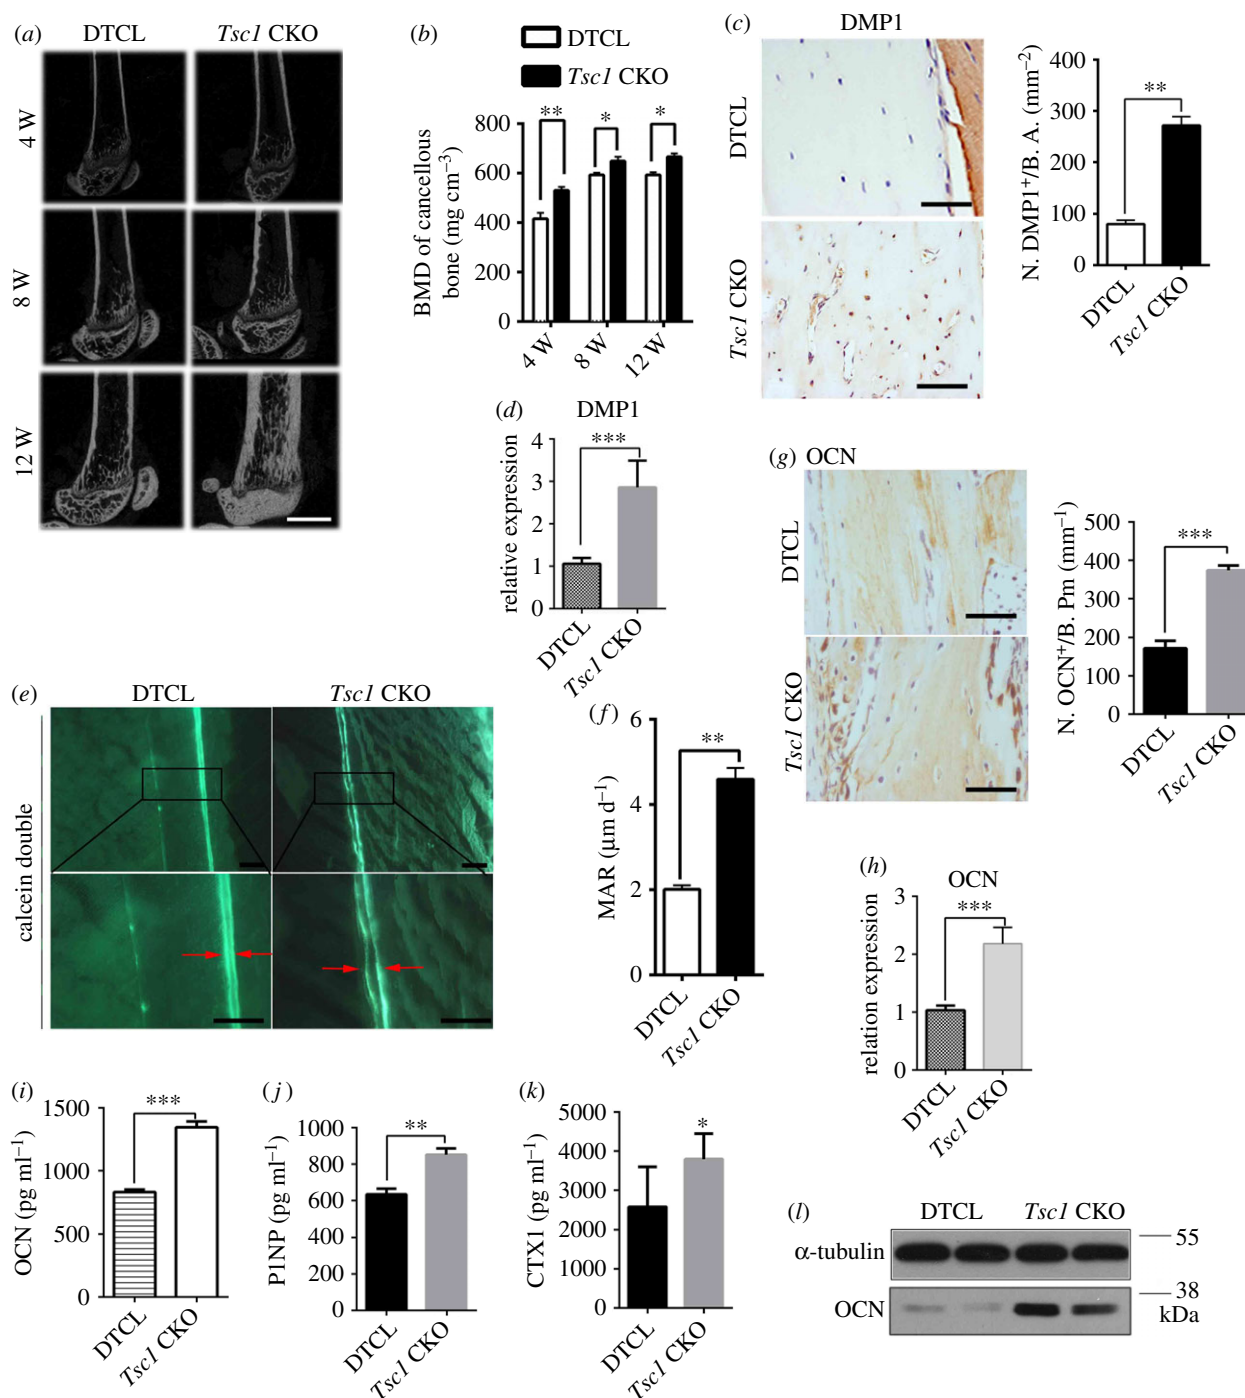 (a) DTCL Tsc1 CKO
4 W
8 W
12 W
(b)
DTCL
Tsc1 CKO
BMD of cancellous
bone (mg cm⁻³)
800
600
400
200
0
** * *
4 W 8 W 12 W
(c) DMP1
DTCL
Tsc1 CKO
N. DMP1⁺/B. A. (mm⁻²)
400
300
200
100
0
**
DTCL Tsc1 CKO
(d) DMP1
relative expression
4
3
2
1
0
***
DTCL Tsc1 CKO
(e) DTCL Tsc1 CKO
calcein double
(f)
MAR (μm d⁻¹)
6
4
2
0
**
DTCL Tsc1 CKO
(g) OCN
DTCL
Tsc1 CKO
N. OCN⁺/B. Pm (mm⁻¹)
500
400
300
200
100
0
***
DTCL Tsc1 CKO
(h) OCN
relation expression
3
2
1
0
***
DTCL Tsc1 CKO
(i)
OCN (pg ml⁻¹)
1500
1000
500
0
***
DTCL Tsc1 CKO
(j)
P1NP (pg ml⁻¹)
1000
800
600
400
200
0
**
DTCL Tsc1 CKO
(k)
CTX1 (pg ml⁻¹)
6000
5000
4000
3000
2000
1000
0
*
DTCL Tsc1 CKO
(l) DTCL Tsc1 CKO
α-tubulin
55
38
OCN
kDa